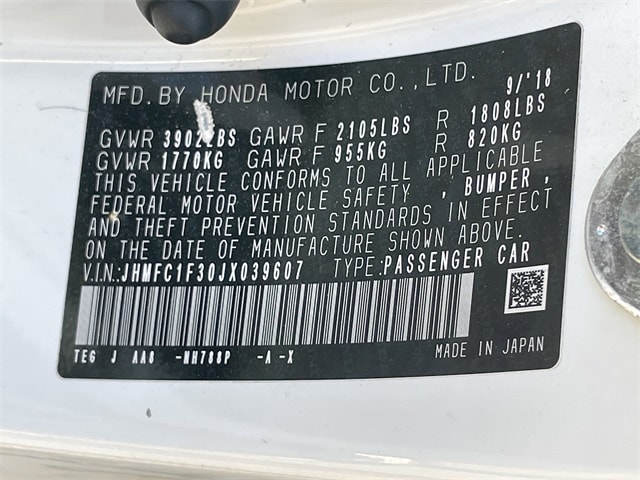 MFD. BY HONDA MOTOR CO., LTD. 9/'18
GVWR 3902LBS GAWR F 2105LBS R 1808LBS
GVWR 1770KG GAWR F 955KG R 820KG
THIS VEHICLE CONFORMS TO ALL APPLICABLE
FEDERAL MOTOR VEHICLE SAFETY , BUMPER ,
AND THEFT PREVENTION STANDARDS IN EFFECT
ON THE DATE OF MANUFACTURE SHOWN ABOVE.
V.I.N.:JHMFC1F30JX039607 TYPE:PASSENGER CAR
TEG J AA8 -NH788P -A -X
MADE IN JAPAN